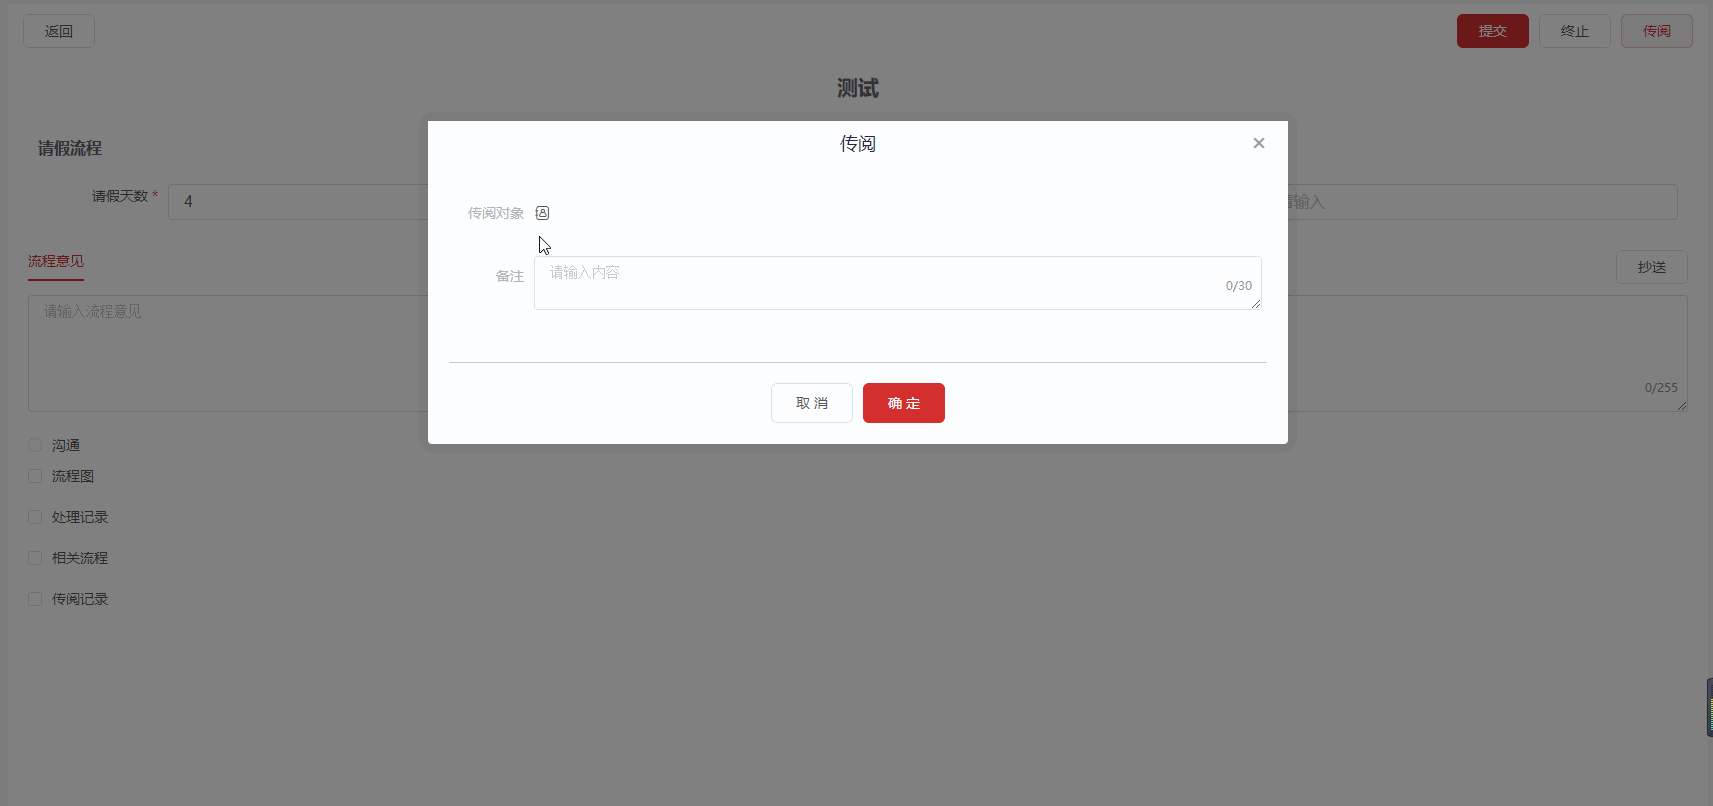 返回
提交
终止
传阅
测试
请假流程
传阅
请假天数 *
4
请输入
传阅对象
流程意见
抄送
备注
请输入内容
0/30
请输入流程意见
0/255
取消
确定
沟通
流程图
处理记录
相关流程
传阅记录